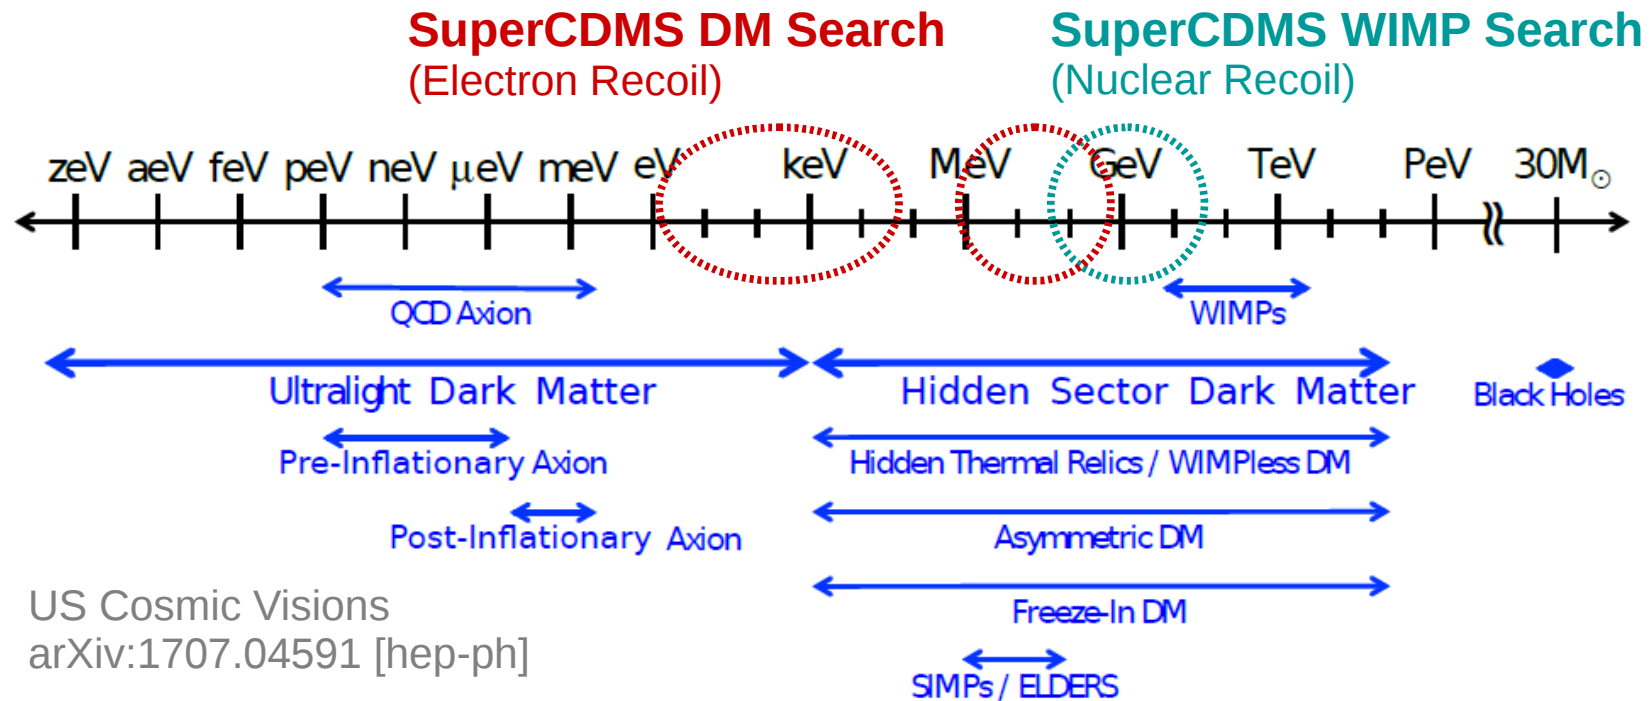 SuperCDMS DM Search
(Electron Recoil)
SuperCDMS WIMP Search
(Nuclear Recoil)
zeV aeV feV peV neV μeV meV eV keV MeV GeV TeV PeV 30M☉
QCD Axion
WIMPs
Ultralight Dark Matter
Hidden Sector Dark Matter
Black Holes
Pre-Inflationary Axion
Hidden Thermal Relics / WIMPless DM
Post-Inflationary Axion
Asymmetric DM
Freeze-In DM
SIMPs / ELDERS
US Cosmic Visions
arXiv:1707.04591 [hep-ph]